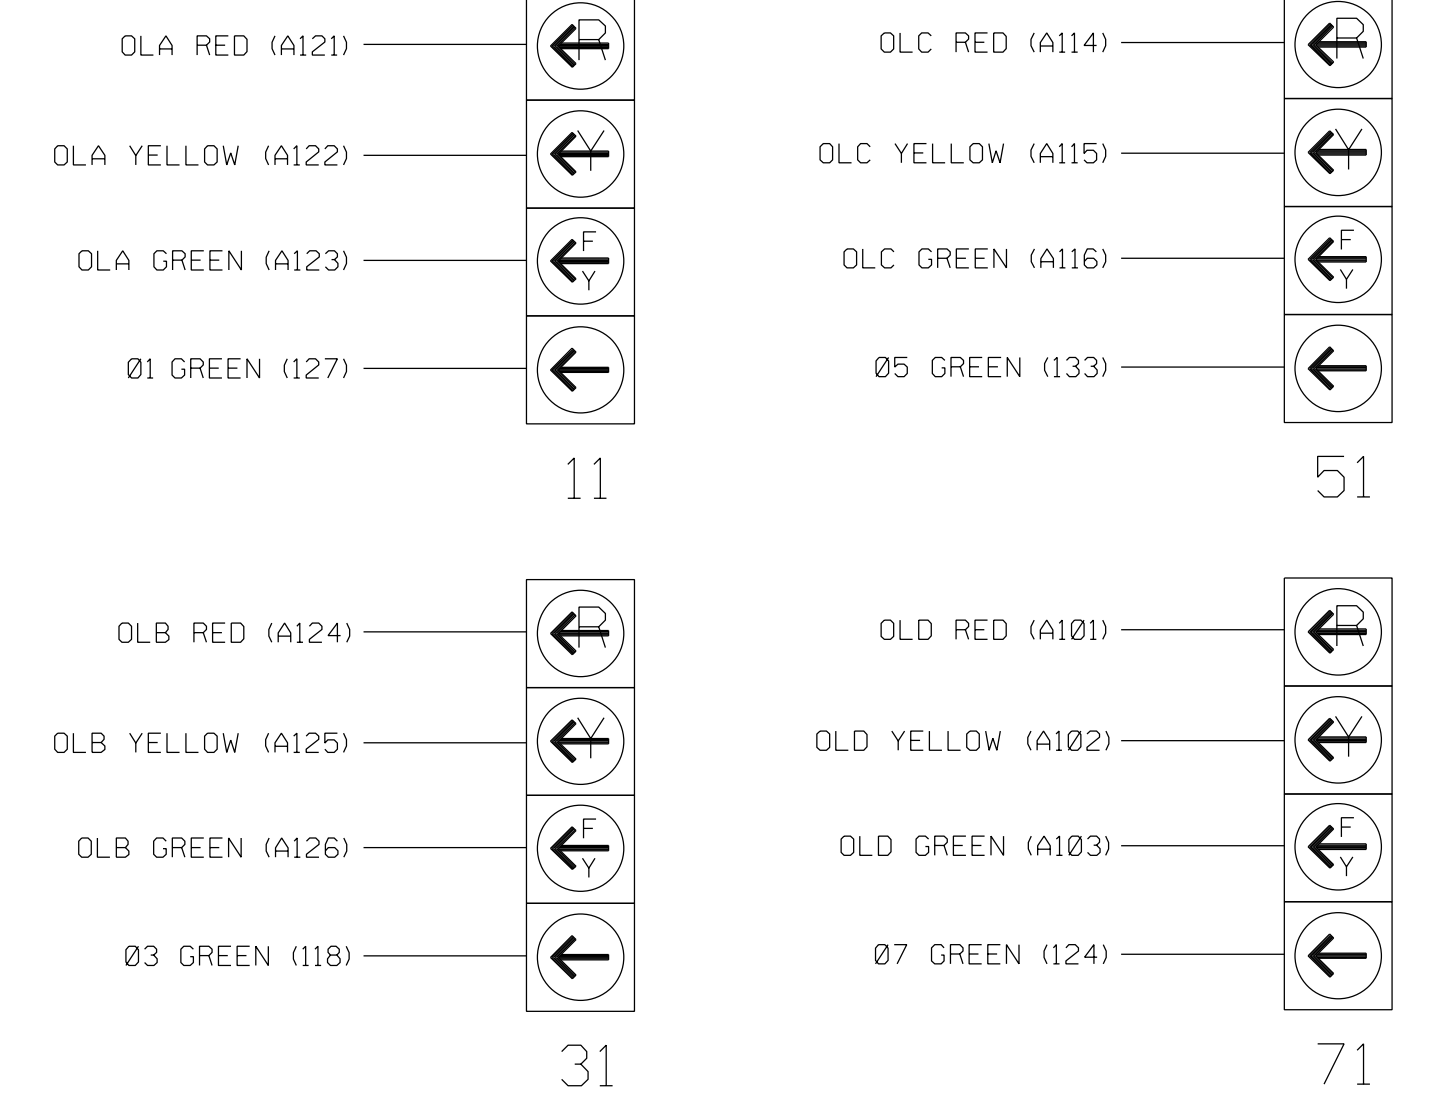 OLA RED (A121)
R
OLA YELLOW (A122)
Y
OLA GREEN (A123)
F
Y
Ø1 GREEN (127)
11
OLC RED (A114)
R
OLC YELLOW (A115)
Y
OLC GREEN (A116)
F
Y
Ø5 GREEN (133)
51
OLB RED (A124)
R
OLB YELLOW (A125)
Y
OLB GREEN (A126)
F
Y
Ø3 GREEN (118)
31
OLD RED (A1Ø1)
R
OLD YELLOW (A1Ø2)
Y
OLD GREEN (A1Ø3)
F
Y
Ø7 GREEN (124)
71